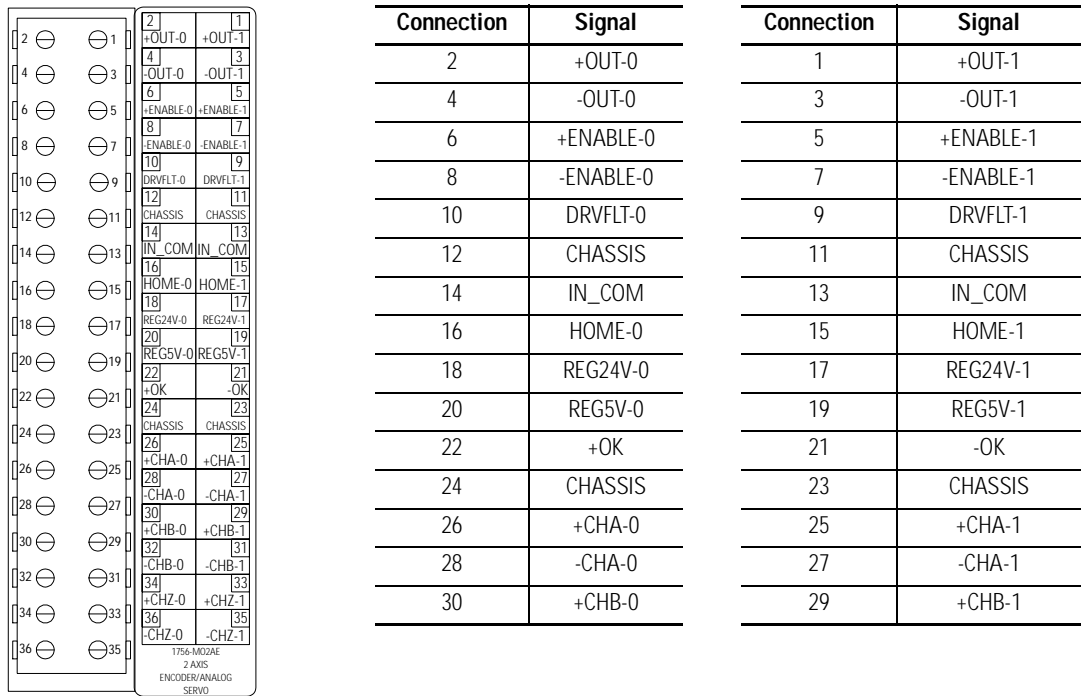 2 1
4 3
6 5
8 7
10 9
12 11
14 13
16 15
18 17
20 19
22 21
24 23
26 25
28 27
30 29
32 31
34 33
36 35
2 1
+OUT-0 +OUT-1
4 3
-OUT-0 -OUT-1
6 5
+ENABLE-0 +ENABLE-1
8 7
-ENABLE-0 -ENABLE-1
10 9
DRVFLT-0 DRVFLT-1
12 11
CHASSIS CHASSIS
14 13
IN_COM IN_COM
16 15
HOME-0 HOME-1
18 17
REG24V-0 REG24V-1
20 19
REG5V-0 REG5V-1
22 21
+OK -OK
24 23
CHASSIS CHASSIS
26 25
+CHA-0 +CHA-1
28 27
-CHA-0 -CHA-1
30 29
+CHB-0 +CHB-1
32 31
-CHB-0 -CHB-1
34 33
+CHZ-0 +CHZ-1
36 35
-CHZ-0 -CHZ-1
1756-MO2AE
2 AXIS
ENCODER/ANALOG
SERVO
Connection Signal
2 +OUT-0
4 -OUT-0
6 +ENABLE-0
8 -ENABLE-0
10 DRVFLT-0
12 CHASSIS
14 IN_COM
16 HOME-0
18 REG24V-0
20 REG5V-0
22 +OK
24 CHASSIS
26 +CHA-0
28 -CHA-0
30 +CHB-0
Connection Signal
1 +OUT-1
3 -OUT-1
5 +ENABLE-1
7 -ENABLE-1
9 DRVFLT-1
11 CHASSIS
13 IN_COM
15 HOME-1
17 REG24V-1
19 REG5V-1
21 -OK
23 CHASSIS
25 +CHA-1
27 -CHA-1
29 +CHB-1